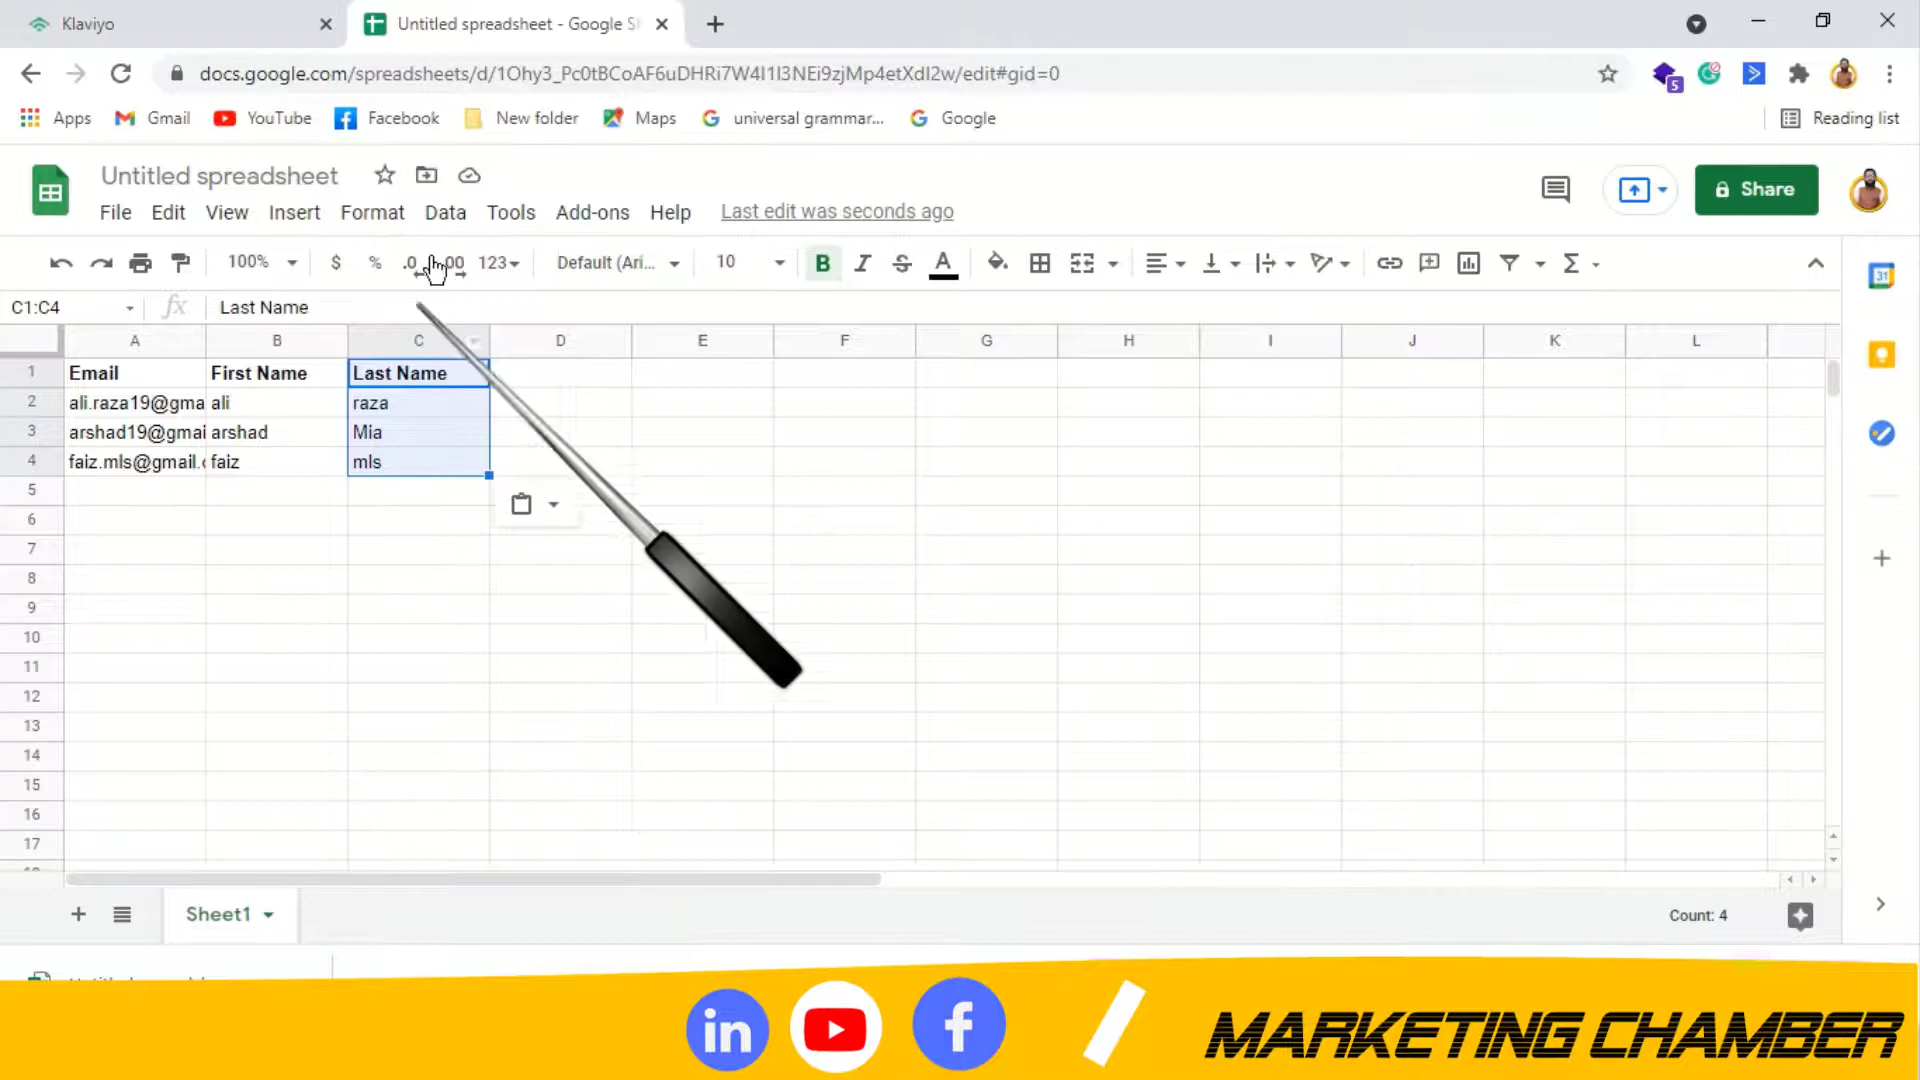 Klaviyo
Untitled spreadsheet - Google S
docs.google.com/spreadsheets/d/1Ohy3_Pc0tBCoAF6uDHRi7W4I1I3NEi9zjMp4etXdI2w/edit#gid=0
5
Apps Gmail YouTube Facebook New folder Maps universal grammar... Google Reading list
Untitled spreadsheet
File Edit View Insert Format Data Tools Add-ons Help Last edit was seconds ago
Share
100% $ % .0 .00 123 Default (Ari... 10 B I S A Σ
31
C1:C4 fx Last Name
A B C D E F G H I J K L
1 Email First Name Last Name
2 ali.raza19@gma ali raza
3 arshad19@gmai arshad Mia
4 faiz.mls@gmail. faiz mls
5
6
7
8
9
10
11
12
13
14
15
16
17
Sheet1
Count: 4
in f
MARKETING CHAMBER